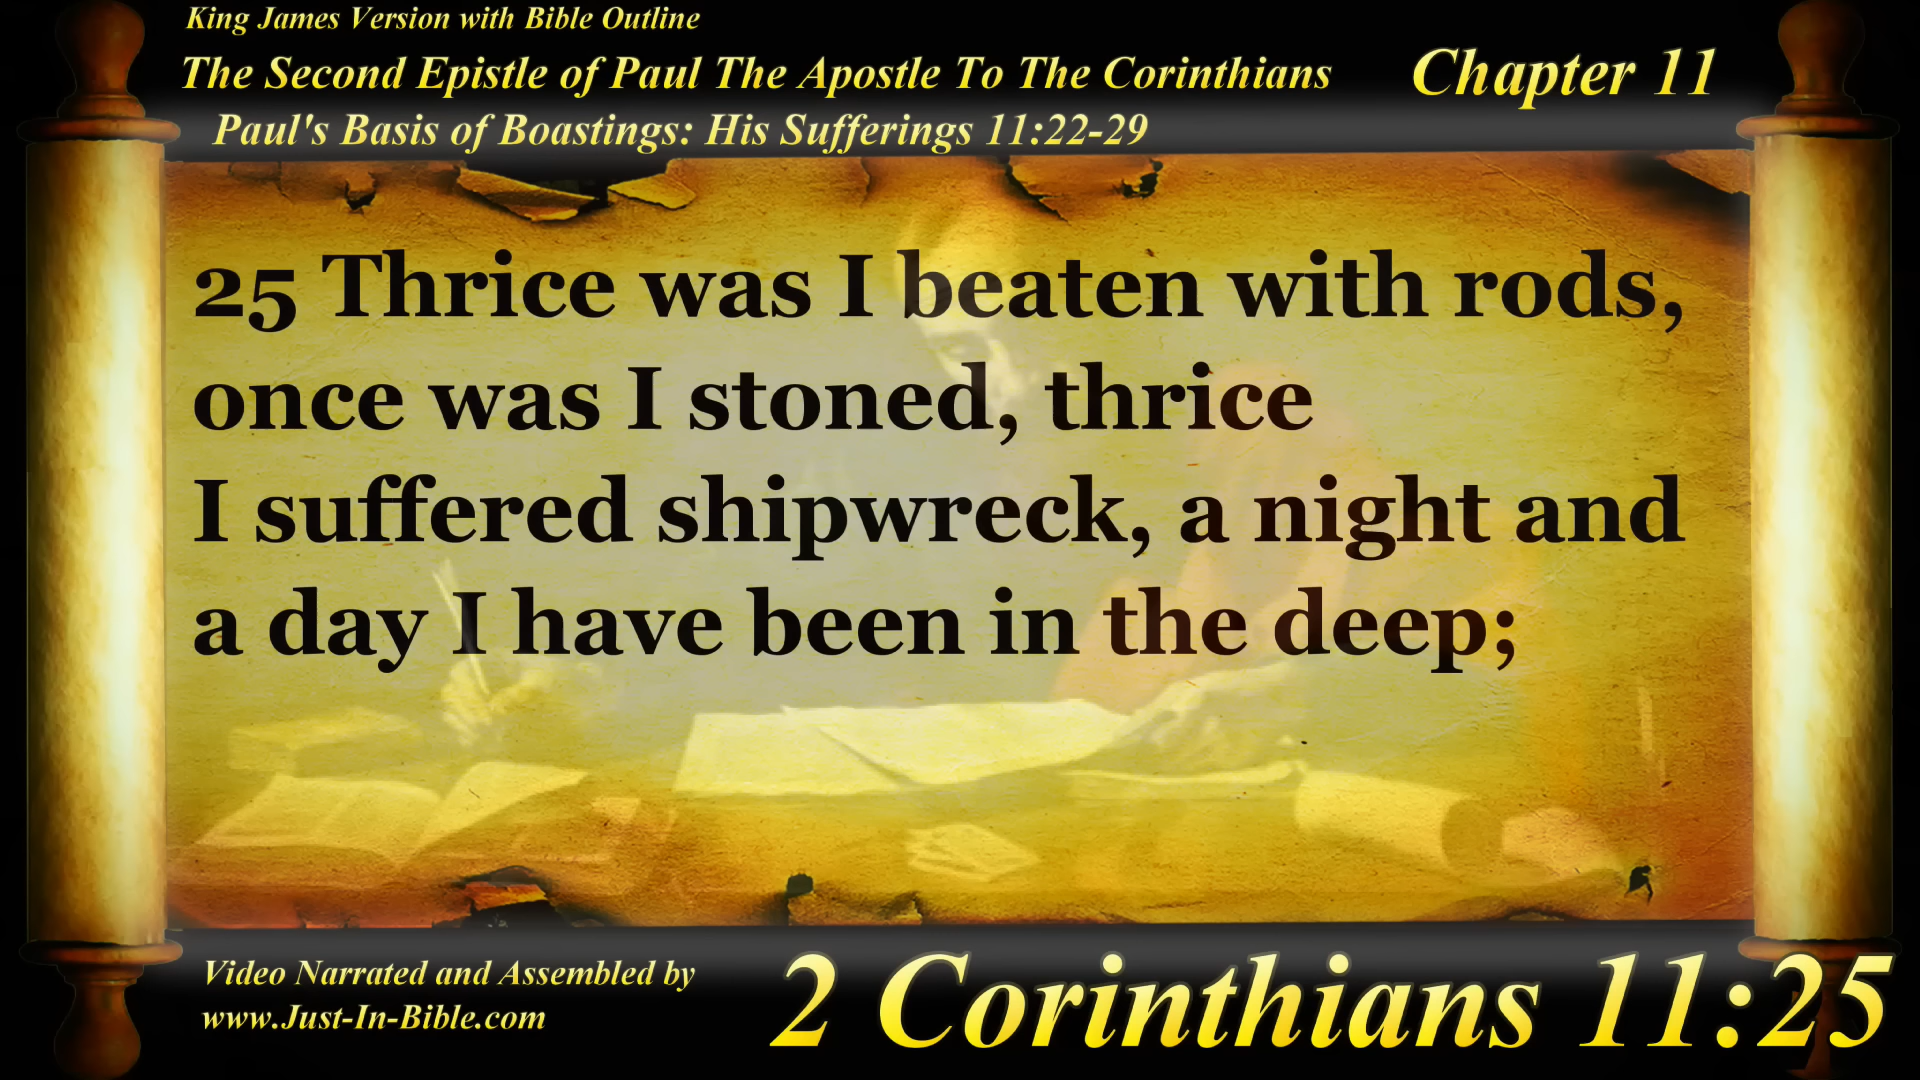 King James Version with Bible Outline
The Second Epistle of Paul The Apostle To The Corinthians
Chapter 11
Paul's Basis of Boastings: His Sufferings 11:22-29
25 Thrice was I beaten with rods,
once was I stoned, thrice
I suffered shipwreck, a night and
a day I have been in the deep;
Video Narrated and Assembled by
www.Just-In-Bible.com
2 Corinthians 11:25